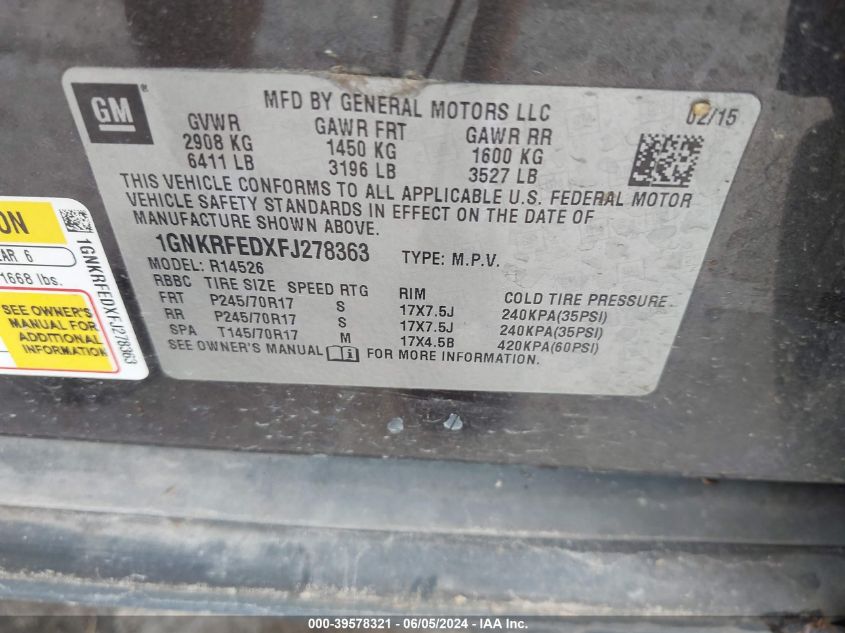 GM®
MFD BY GENERAL MOTORS LLC
02/15
GVWR GAWR FRT GAWR RR
2908 KG 1450 KG 1600 KG
6411 LB 3196 LB 3527 LB
THIS VEHICLE CONFORMS TO ALL APPLICABLE U.S. FEDERAL MOTOR
VEHICLE SAFETY STANDARDS IN EFFECT ON THE DATE OF
MANUFACTURE SHOWN ABOVE.
1GNKRFEDXFJ278363 TYPE: M.P.V.
MODEL: R14526
RBBC TIRE SIZE SPEED RTG RIM COLD TIRE PRESSURE
FRT P245/70R17 S 17X7.5J 240KPA(35PSI)
RR P245/70R17 S 17X7.5J 240KPA(35PSI)
SPA T145/70R17 M 17X4.5B 420KPA(60PSI)
SEE OWNER'S MANUAL FOR MORE INFORMATION.
ON
EAR 6
1668 lbs.
SEE OWNER'S
MANUAL FOR
ADDITIONAL
INFORMATION
1GNKRFEDXFJ278363
000-39578321 - 06/05/2024 - IAA Inc.